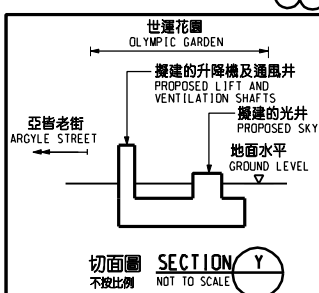 世運花園
OLYMPIC GARDEN
擬建的升降機及通風井
PROPOSED LIFT AND
VENTILATION SHAFTS
擬建的光井
PROPOSED SKY
亞皆老街
ARGYLE STREET
地面水平
GROUND LEVEL
切面圖 SECTION Y
不按比例 NOT TO SCALE